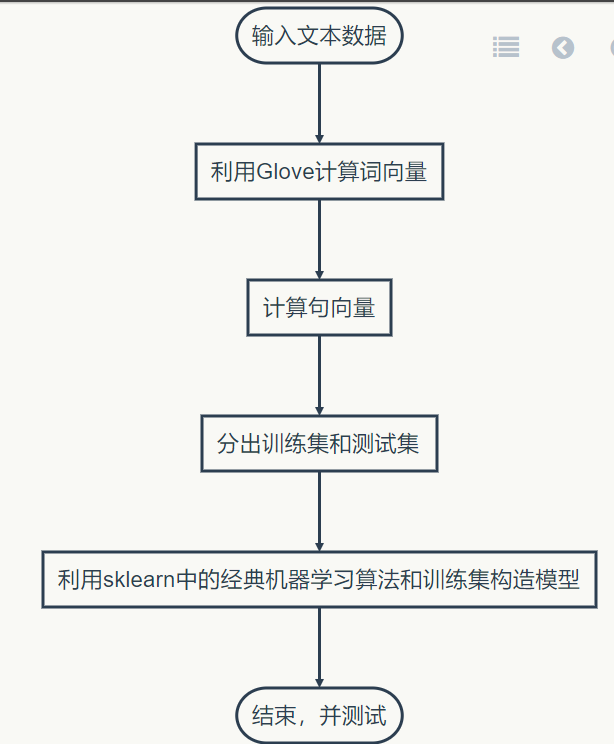 输入文本数据
利用Glove计算词向量
计算句向量
分出训练集和测试集
利用sklearn中的经典机器学习算法和训练集构造模型
结束，并测试